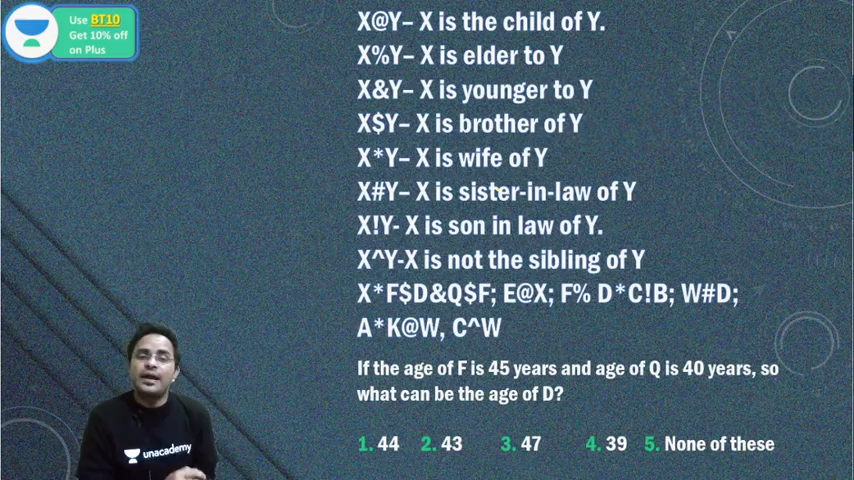 Use BT10
Get 10% off
on Plus
X@Y– X is the child of Y.
X%Y– X is elder to Y
X&Y– X is younger to Y
X$Y– X is brother of Y
X*Y– X is wife of Y
X#Y– X is sister-in-law of Y
X!Y- X is son in law of Y.
X^Y-X is not the sibling of Y
X*F$D&Q$F; E@X; F% D*C!B; W#D;
A*K@W, C^W
If the age of F is 45 years and age of Q is 40 years, so
what can be the age of D?
1. 44 2. 43 3. 47 4. 39 5. None of these
unacademy